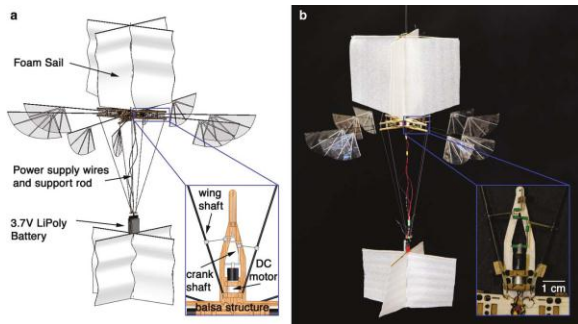 a
Foam Sail
Power supply wires
and support rod
3.7V LiPoly
Battery
wing
shaft
crank
shaft
DC
motor
balsa structure
b
1 cm